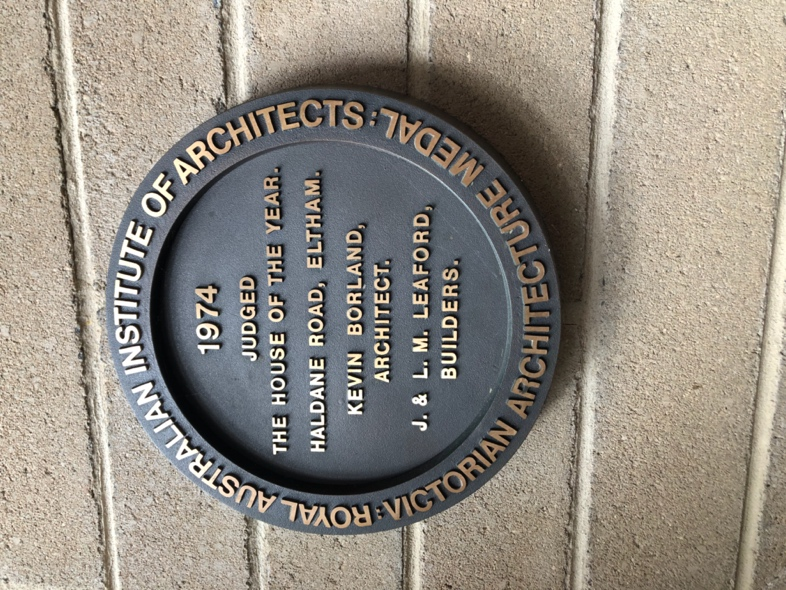 ROYAL AUSTRALIAN INSTITUTE OF ARCHITECTS:
VICTORIAN ARCHITECTURE MEDAL:
1974
JUDGED
THE HOUSE OF THE YEAR.
HALDANE ROAD, ELTHAM.
KEVIN BORLAND,
ARCHITECT.
J. & L. M. LEAFORD,
BUILDERS.